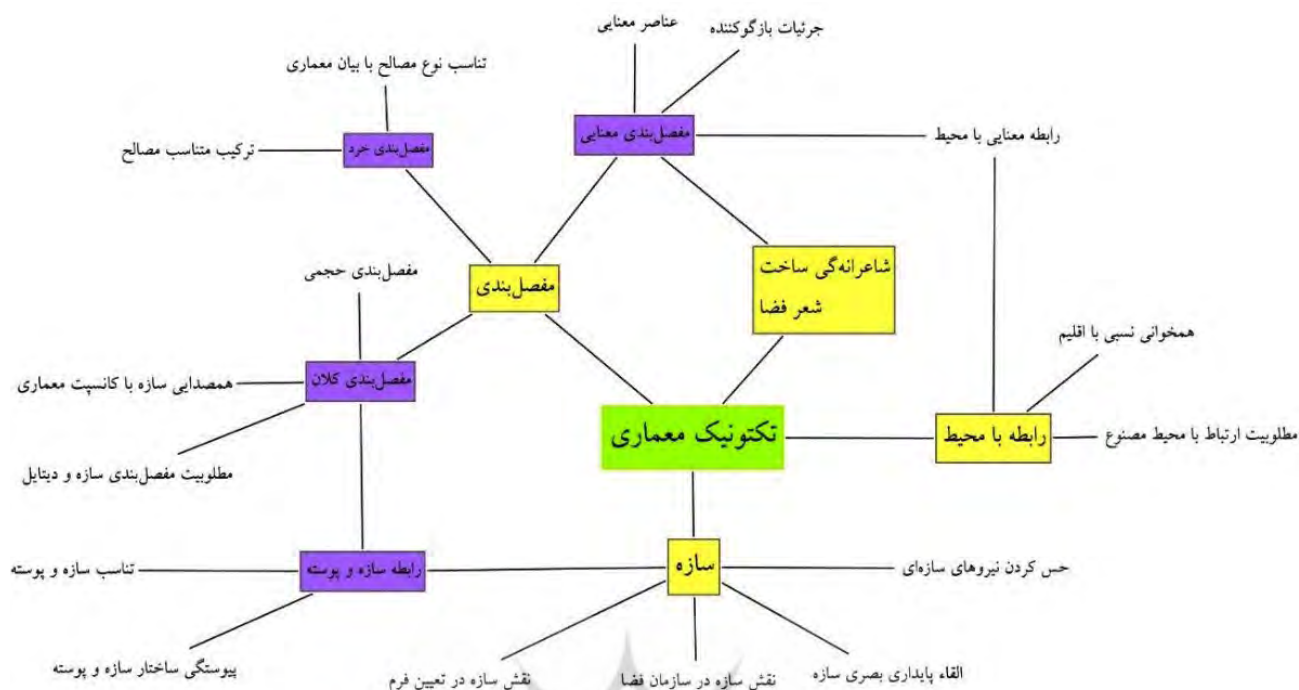 عناصر معنایی
جرئیات بازگوکننده
تناسب نوع مصالح با بیان معماری
مفصل‌بندی معنایی
رابطه معنایی با محیط
مفصل‌بندی خرد
ترکیب متناسب مصالح
شاعرانه‌گی ساخت
شعر فضا
مفصل‌بندی
مفصل‌بندی حجمی
همخوانی نسبی با اقلیم
مفصل‌بندی کلان
همصدایی سازه با کانسپت معماری
تکتونیک معماری
رابطه با محیط
مطلوبیت ارتباط با محیط مصنوع
مطلوبیت مفصل‌بندی سازه و دیتایل
سازه
حس کردن نیروهای سازه‌ای
رابطه سازه و پوسته
تناسب سازه و پوسته
القاء پایداری بصری سازه
نقش سازه در سازمان فضا
نقش سازه در تعیین فرم
پیوستگی ساختار سازه و پوسته